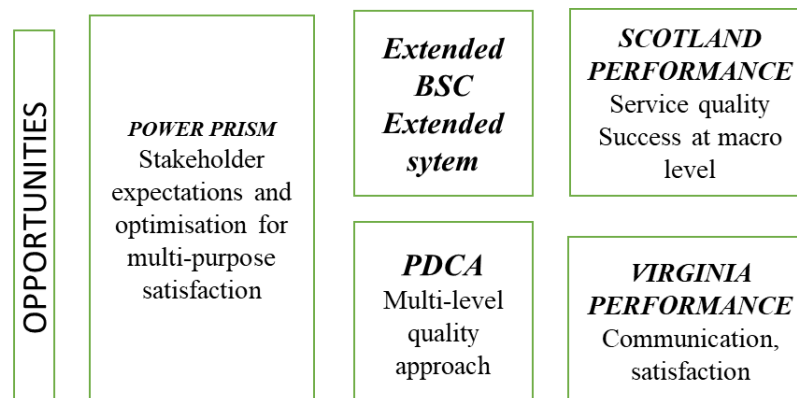 OPPORTUNITIES
POWER PRISM
Stakeholder
expectations and
optimisation for
multi-purpose
satisfaction
Extended
BSC
Extended
sytem
SCOTLAND
PERFORMANCE
Service quality
Success at macro
level
PDCA
Multi-level
quality
approach
VIRGINIA
PERFORMANCE
Communication,
satisfaction